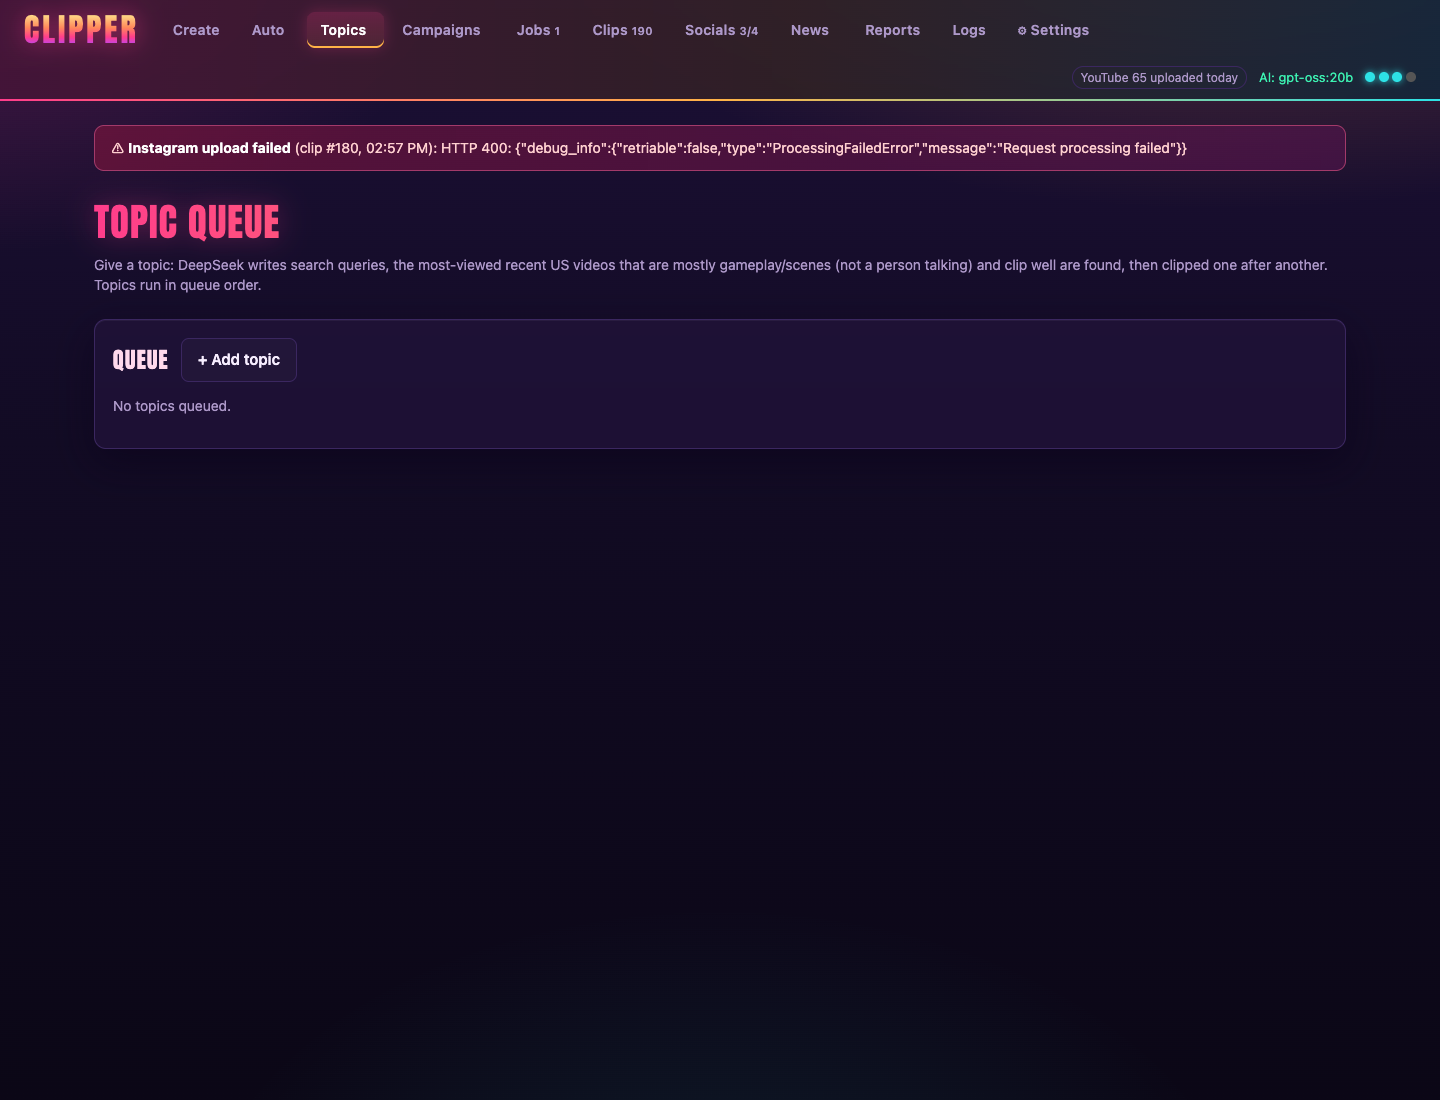 CLIPPER
Create
Auto
Topics
Campaigns
Jobs 1
Clips 190
Socials 3/4
News
Reports
Logs
⚙ Settings
YouTube 65 uploaded today
AI: gpt-oss:20b
⚠ Instagram upload failed (clip #180, 02:57 PM): HTTP 400: {"debug_info":{"retriable":false,"type":"ProcessingFailedError","message":"Request processing failed"}}
TOPIC QUEUE
Give a topic: DeepSeek writes search queries, the most-viewed recent US videos that are mostly gameplay/scenes (not a person talking) and clip well are found, then clipped one after another.
Topics run in queue order.
QUEUE
+ Add topic
No topics queued.